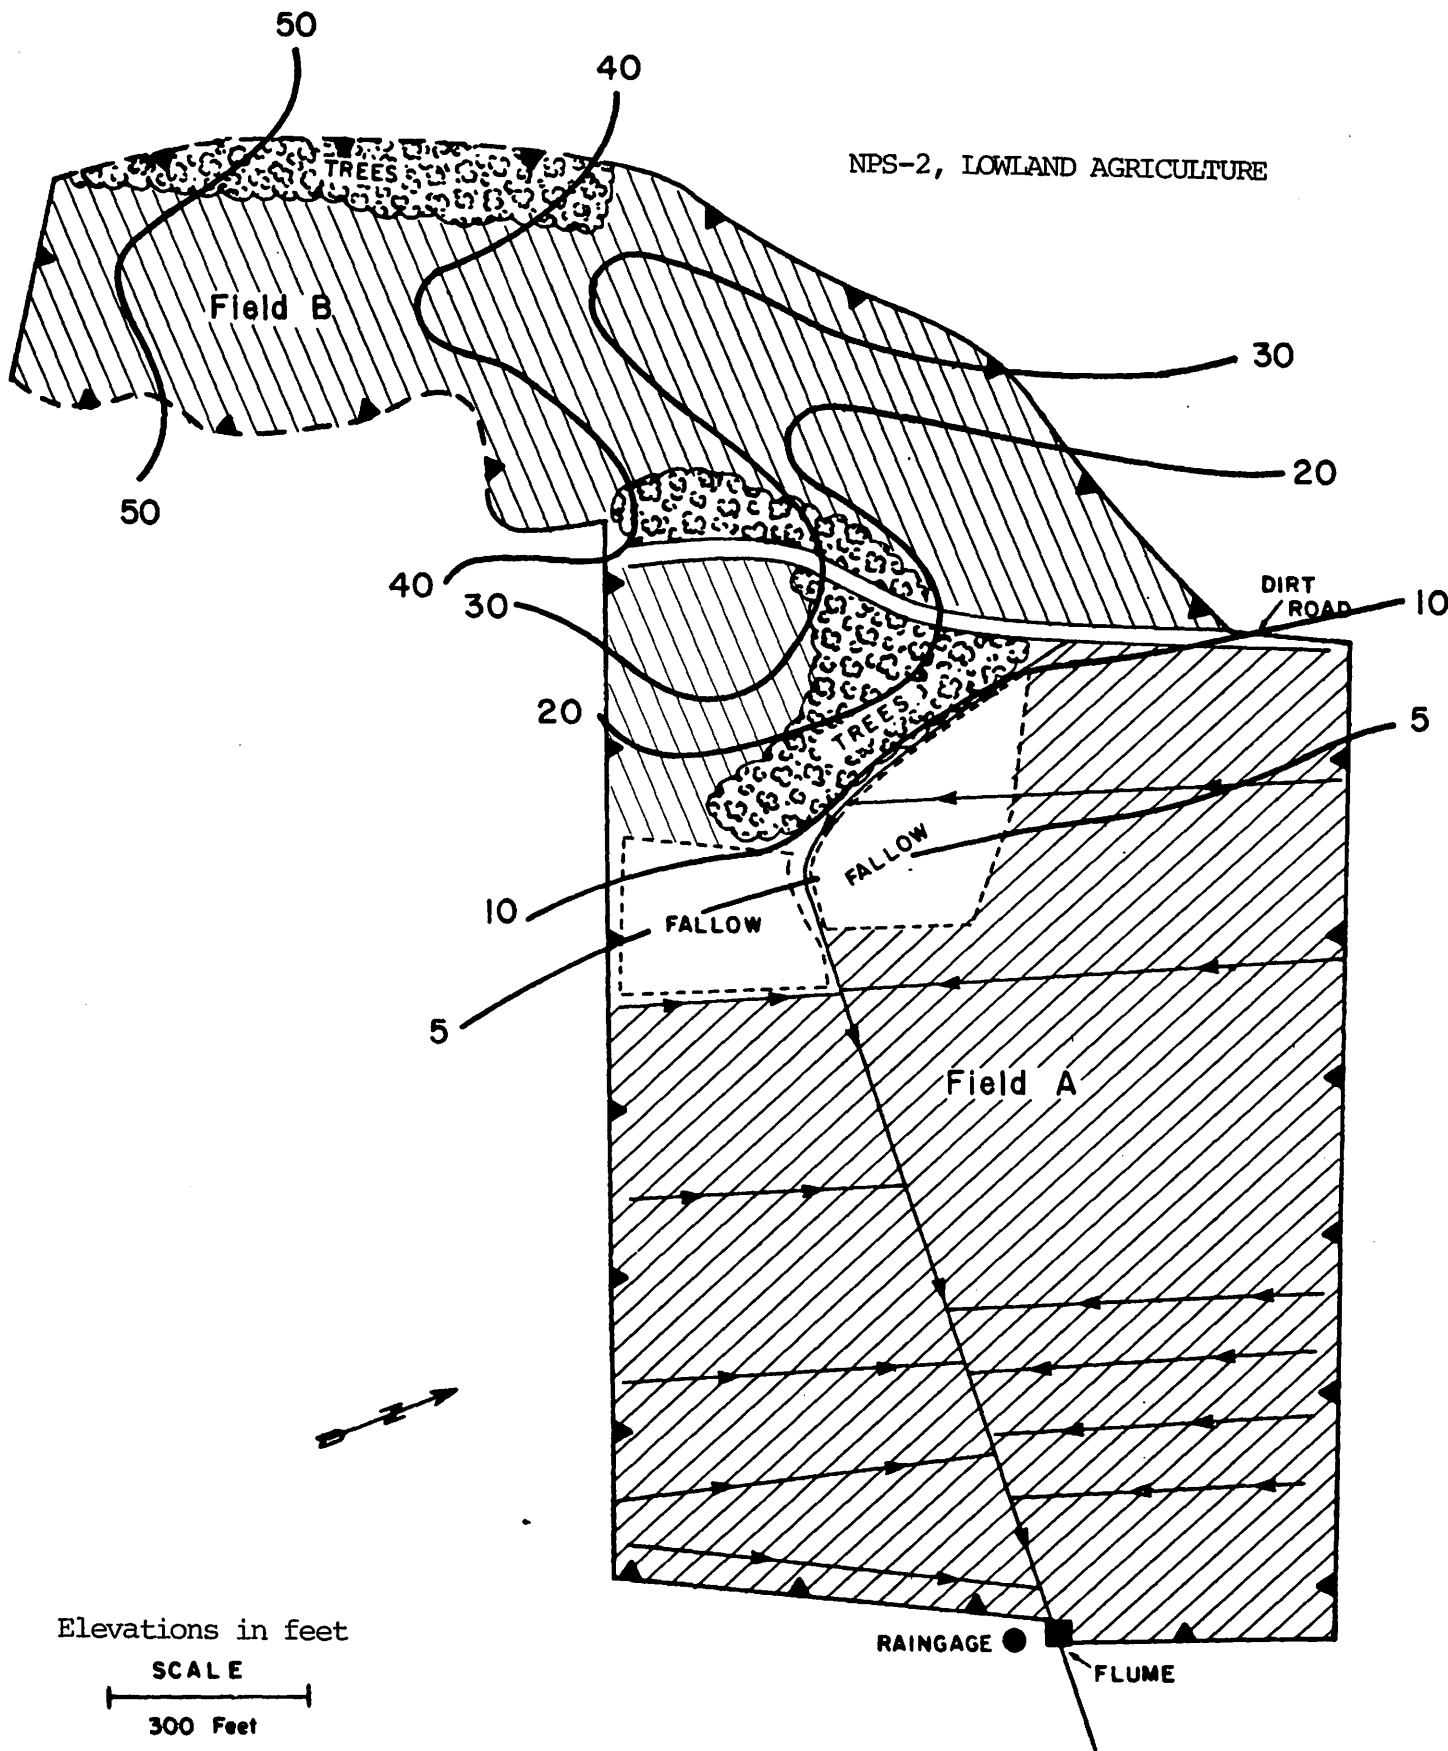 50
40
NPS-2, LOWLAND AGRICULTURE
TREES
Field B
30
20
50
40
DIRT
ROAD
10
30
20
TREES
5
FALLOW
10
FALLOW
5
Field A
N
Elevations in feet
SCALE
300 Feet
RAINGAGE
FLUME